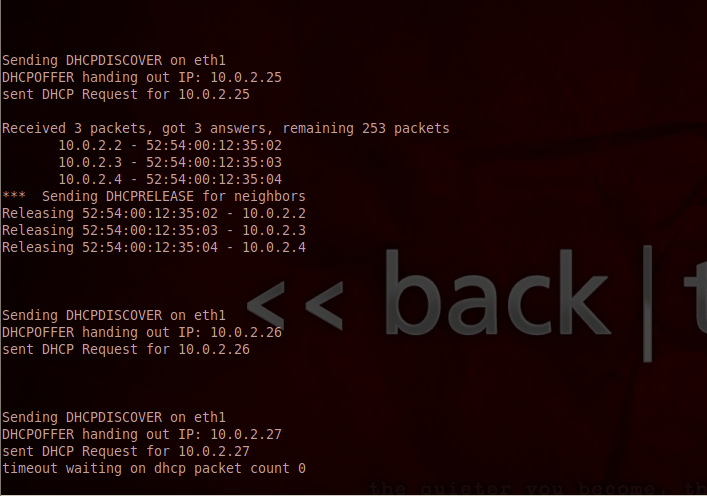 Sending DHCPDISCOVER on eth1
DHCPOFFER handing out IP: 10.0.2.25
sent DHCP Request for 10.0.2.25
Received 3 packets, got 3 answers, remaining 253 packets
10.0.2.2 - 52:54:00:12:35:02
10.0.2.3 - 52:54:00:12:35:03
10.0.2.4 - 52:54:00:12:35:04
*** Sending DHCPRELEASE for neighbors
Releasing 52:54:00:12:35:02 - 10.0.2.2
Releasing 52:54:00:12:35:03 - 10.0.2.3
Releasing 52:54:00:12:35:04 - 10.0.2.4
<< back | t
Sending DHCPDISCOVER on eth1
DHCPOFFER handing out IP: 10.0.2.26
sent DHCP Request for 10.0.2.26
Sending DHCPDISCOVER on eth1
DHCPOFFER handing out IP: 10.0.2.27
sent DHCP Request for 10.0.2.27
timeout waiting on dhcp packet count 0
the quieter you become, th